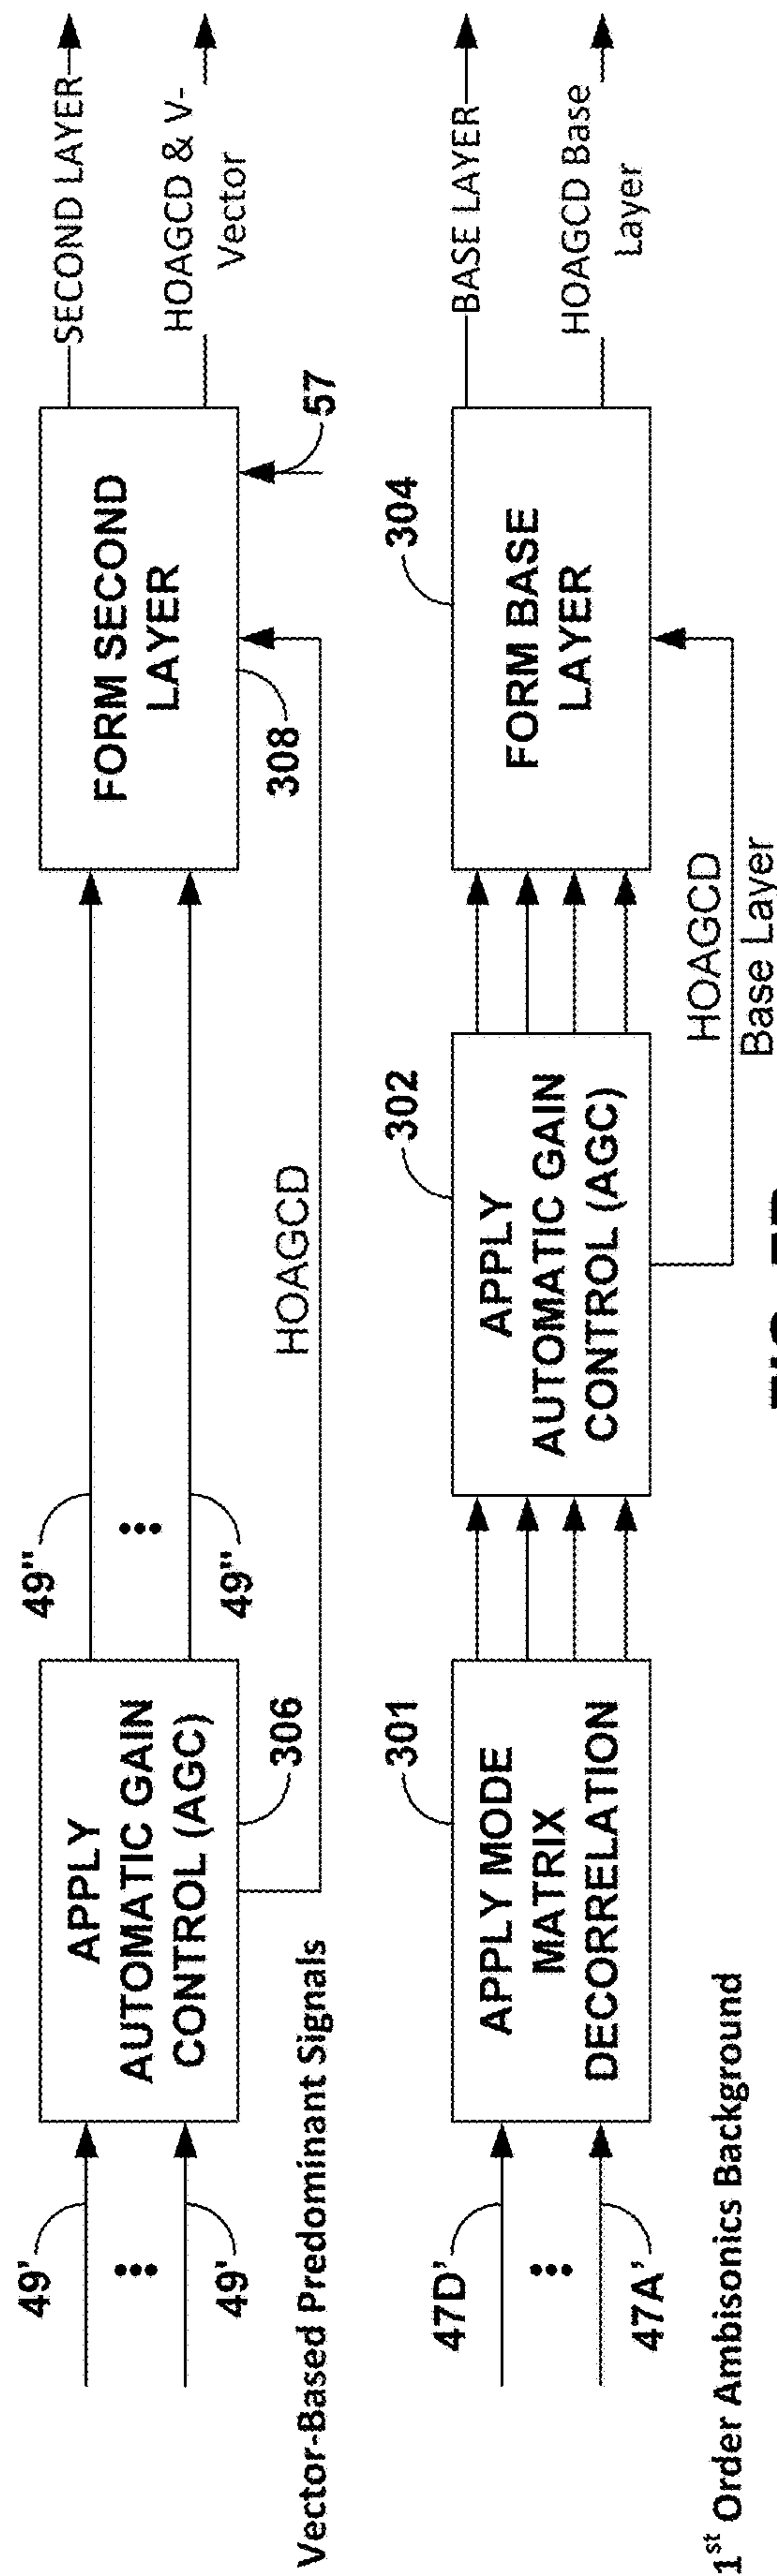 49'
49'
Vector-Based Predominant Signals
APPLY
AUTOMATIC GAIN
CONTROL (AGC)
306
49"
49"
HOAGCD
FORM SECOND
LAYER
308
57
SECOND LAYER
HOAGCD & V-
Vector
47D'
47A'
1st Order Ambisonics Background
APPLY MODE
MATRIX
DECORRELATION
301
APPLY
AUTOMATIC GAIN
CONTROL (AGC)
302
HOAGCD
Base Layer
FORM BASE
LAYER
304
BASE LAYER
HOAGCD Base
Layer